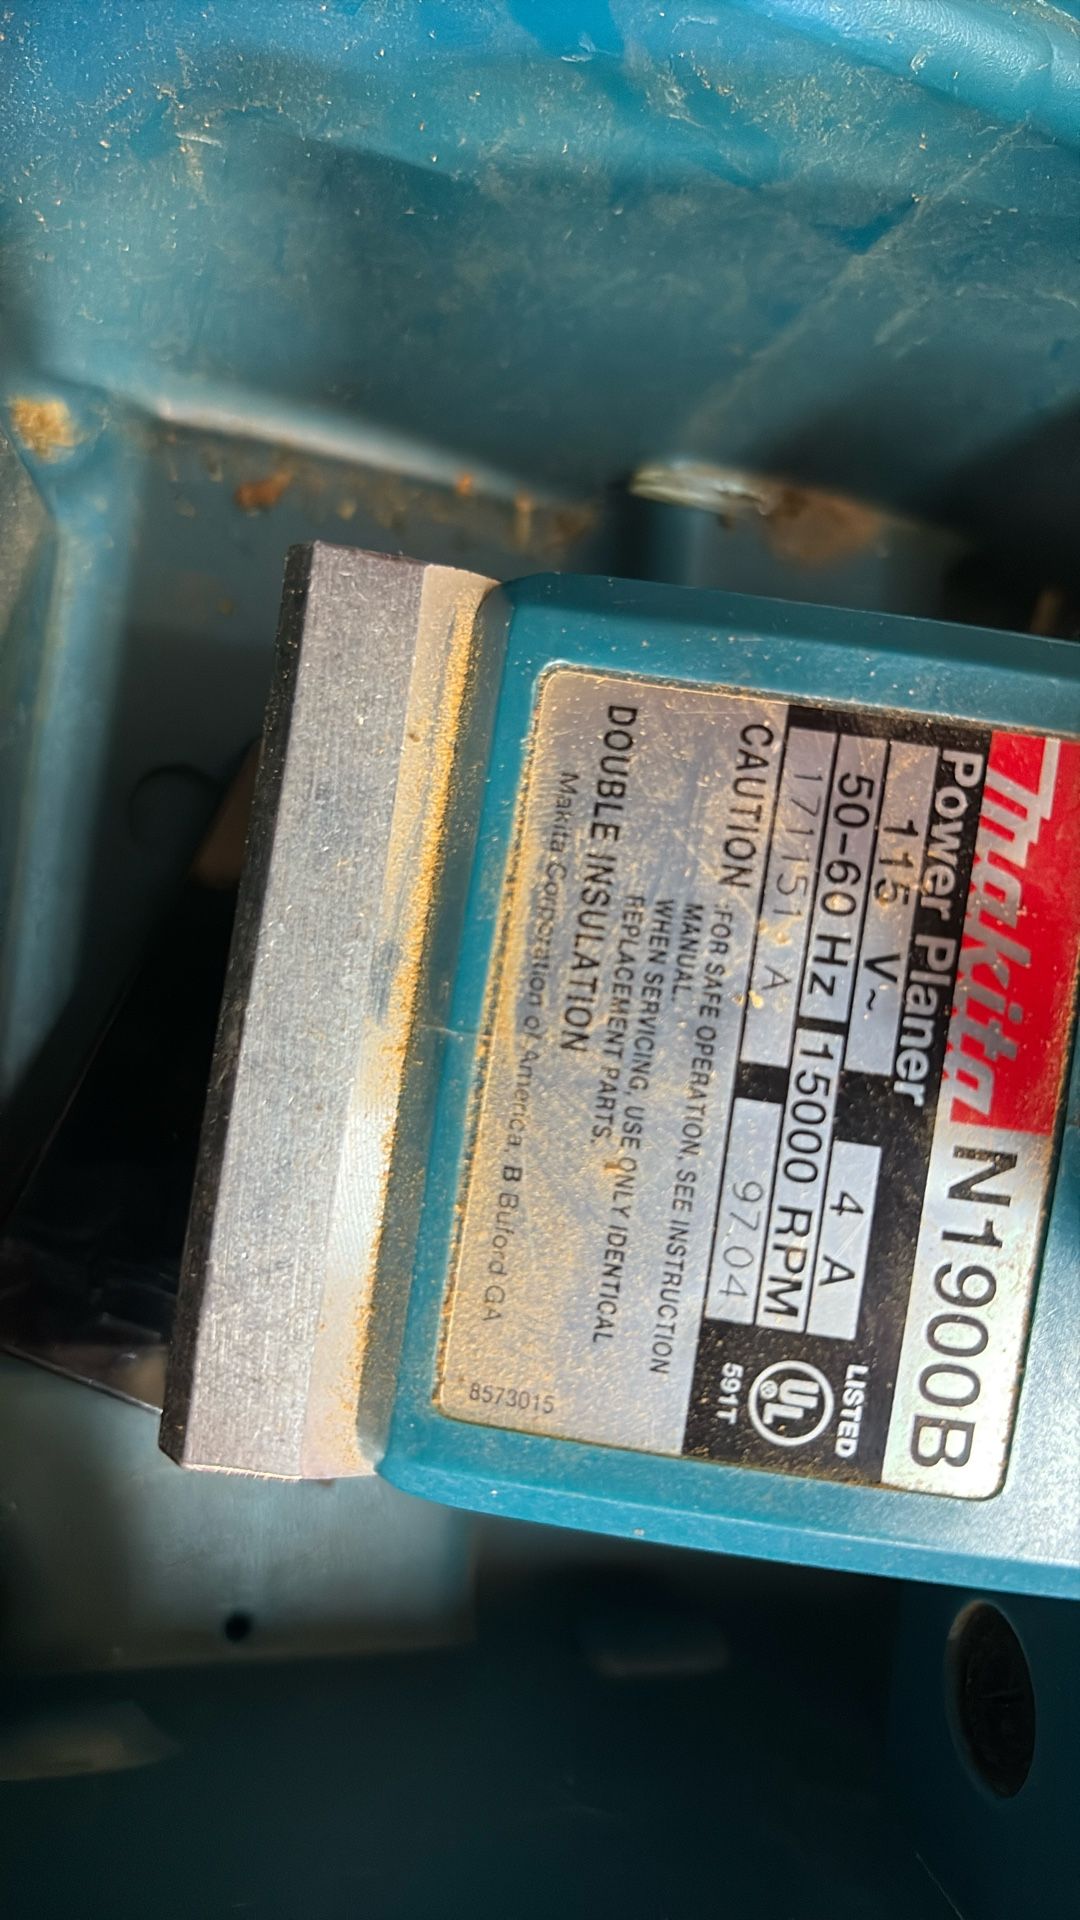 makita N1900B
Power Planer
115 V~ 4 A
50-60 Hz 15000 RPM
171151 A 97.04
LISTED
UL
®
591T
CAUTION : FOR SAFE OPERATION, SEE INSTRUCTION
MANUAL.
WHEN SERVICING, USE ONLY IDENTICAL
REPLACEMENT PARTS.
DOUBLE INSULATION
Makita Corporation of America, B Buford GA
8573015